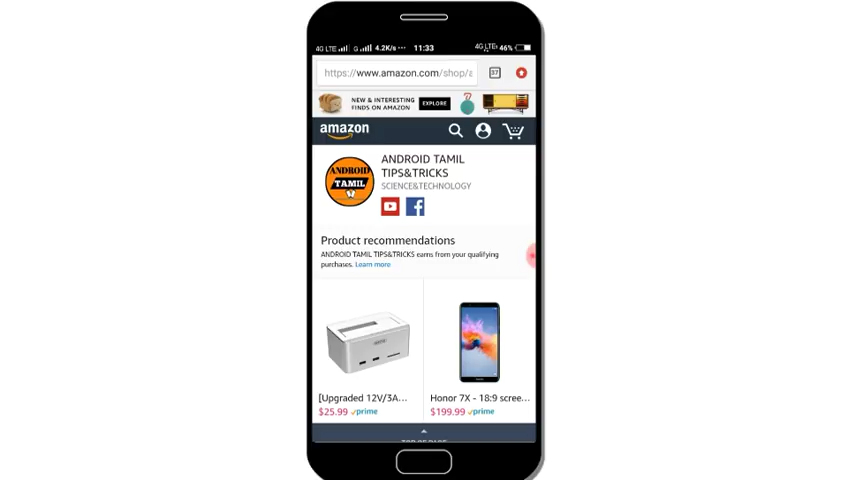 4G LTE G 4.2K/s ··· 11:33 4G LTE 46%
https://www.amazon.com/shop/a 37
NEW & INTERESTING
FINDS ON AMAZON EXPLORE
amazon
ANDROID TAMIL
TIPS&TRICKS
SCIENCE&TECHNOLOGY
ANDROID
TAMIL
Product recommendations
ANDROID TAMIL TIPS&TRICKS earns from your qualifying
purchases. Learn more
[Upgraded 12V/3A... Honor 7X - 18:9 scree...
$25.99 prime $199.99 prime